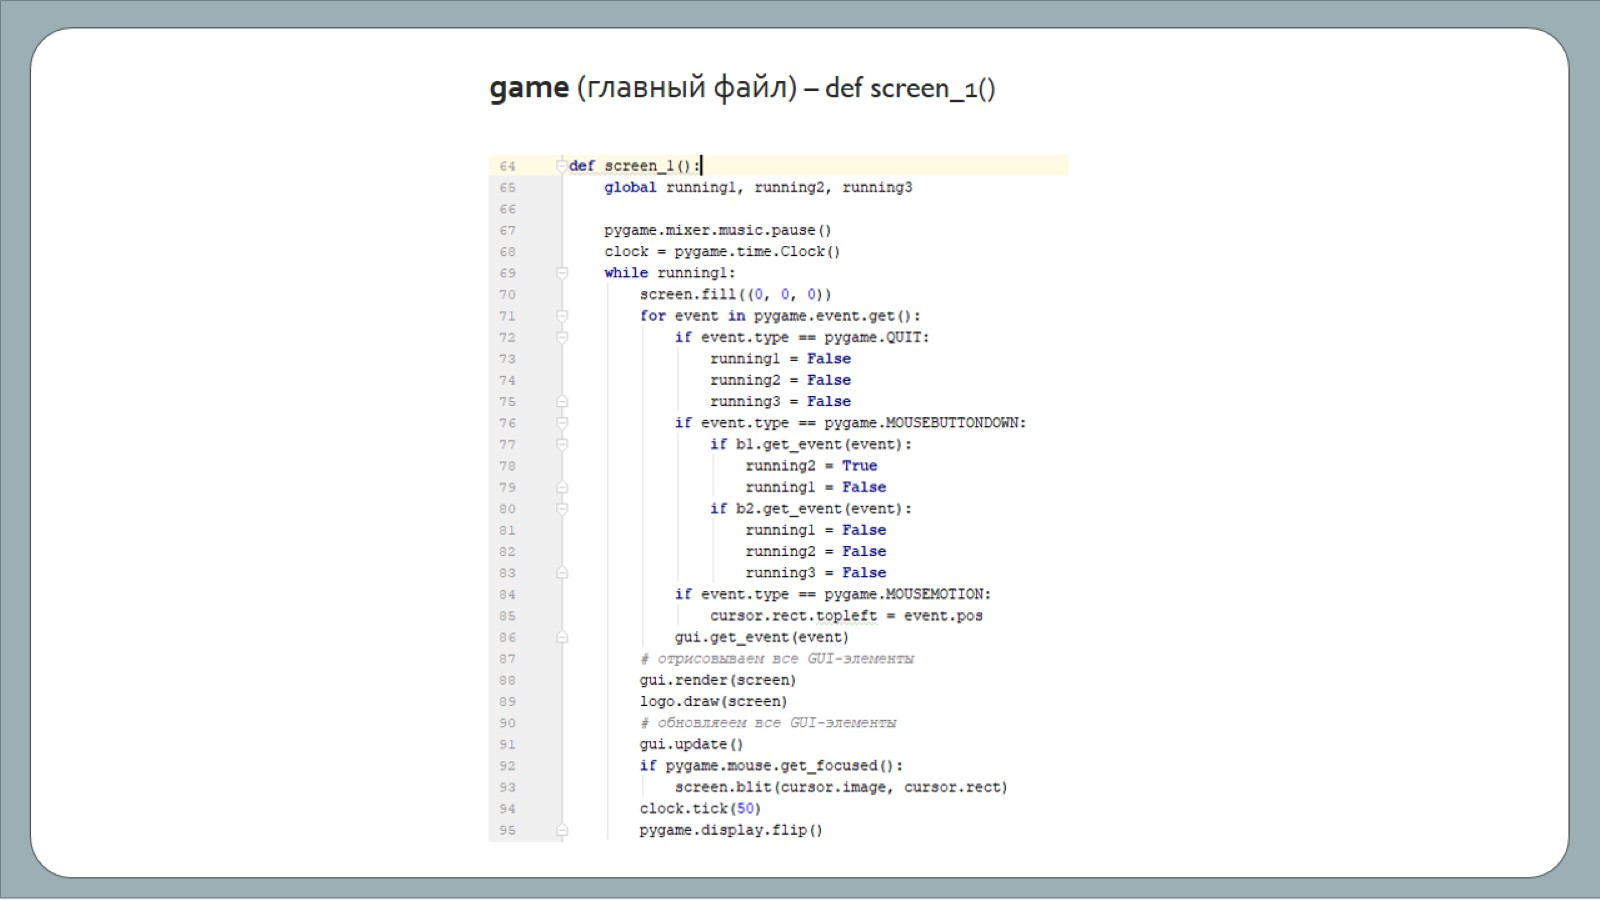 game (главный файл) – def screen_1()
64 def screen_1():
65 global running1, running2, running3
66
67 pygame.mixer.music.pause()
68 clock = pygame.time.Clock()
69 while running1:
70 screen.fill((0, 0, 0))
71 for event in pygame.event.get():
72 if event.type == pygame.QUIT:
73 running1 = False
74 running2 = False
75 running3 = False
76 if event.type == pygame.MOUSEBUTTONDOWN:
77 if b1.get_event(event):
78 running2 = True
79 running1 = False
80 if b2.get_event(event):
81 running1 = False
82 running2 = False
83 running3 = False
84 if event.type == pygame.MOUSEMOTION:
85 cursor.rect.topleft = event.pos
86 gui.get_event(event)
87 # отрисовываем все GUI-элементы
88 gui.render(screen)
89 logo.draw(screen)
90 # обновляеем все GUI-элементы
91 gui.update()
92 if pygame.mouse.get_focused():
93 screen.blit(cursor.image, cursor.rect)
94 clock.tick(50)
95 pygame.display.flip()